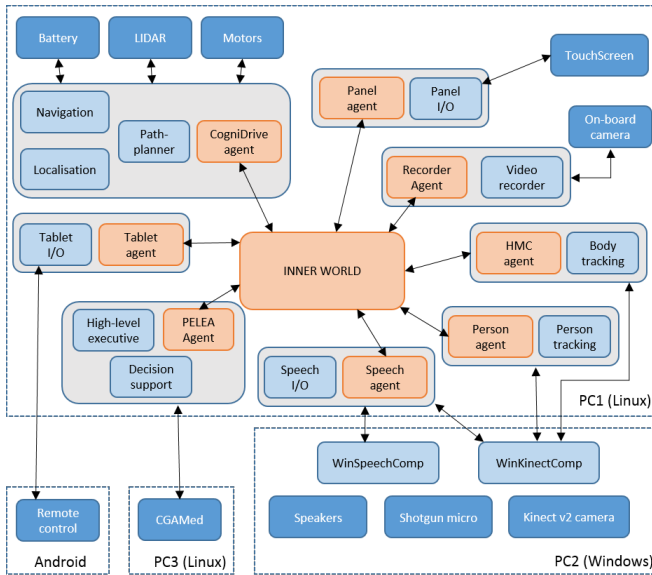 Battery
LIDAR
Motors
TouchScreen
Navigation
Localisation
Path-
planner
CogniDrive
agent
Panel
agent
Panel
I/O
On-board
camera
Recorder
Agent
Video
recorder
Tablet
I/O
Tablet
agent
INNER WORLD
HMC
agent
Body
tracking
High-level
executive
PELEA
Agent
Decision
support
Speech
I/O
Speech
agent
Person
agent
Person
tracking
PC1 (Linux)
WinSpeechComp
WinKinectComp
Remote
control
CGAMed
Speakers
Shotgun micro
Kinect v2 camera
Android
PC3 (Linux)
PC2 (Windows)